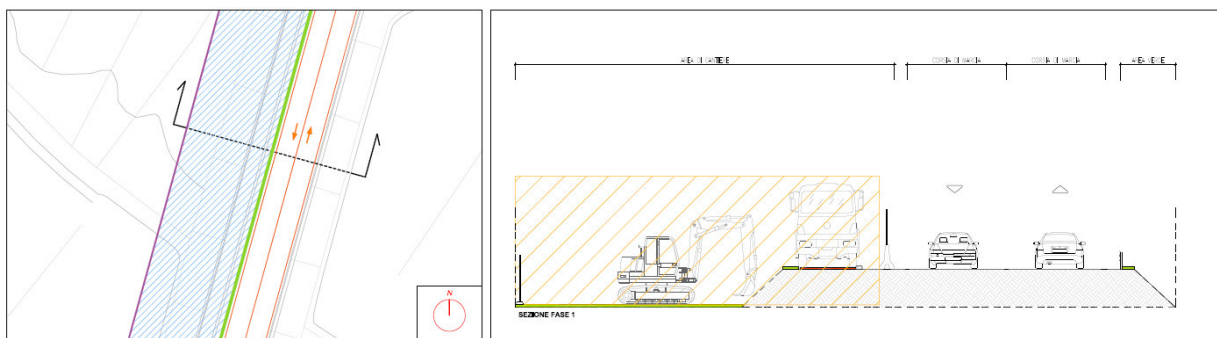 N
AREA DI CANTIERE
CORSIA DI MARCIA
CORSIA DI MARCIA
AREA VERDE
SEZIONE FASE 1